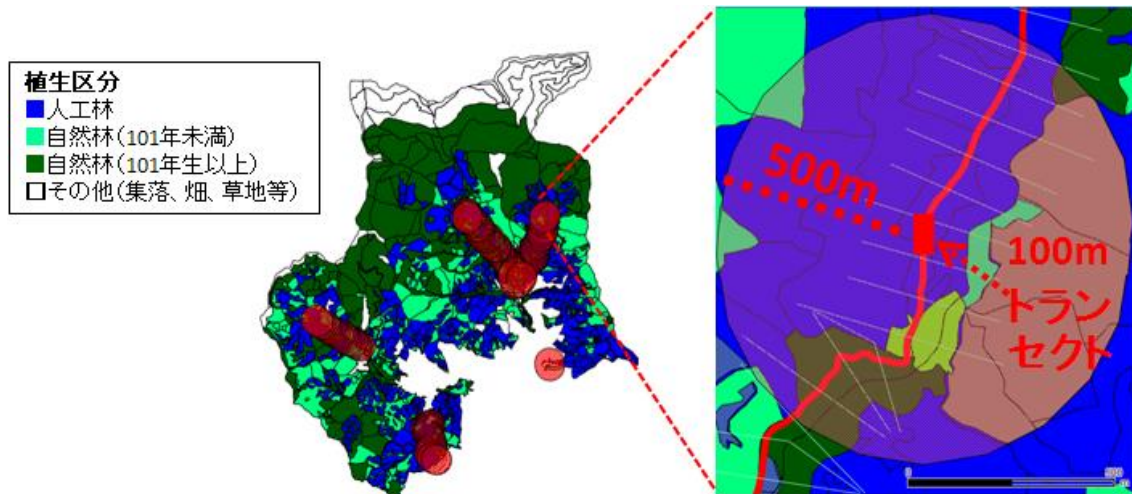 植生区分
人工林
自然林(101年未満)
自然林(101年生以上)
その他(集落、畑、草地等)
500m
100m
トラン
セクト
0
500
m